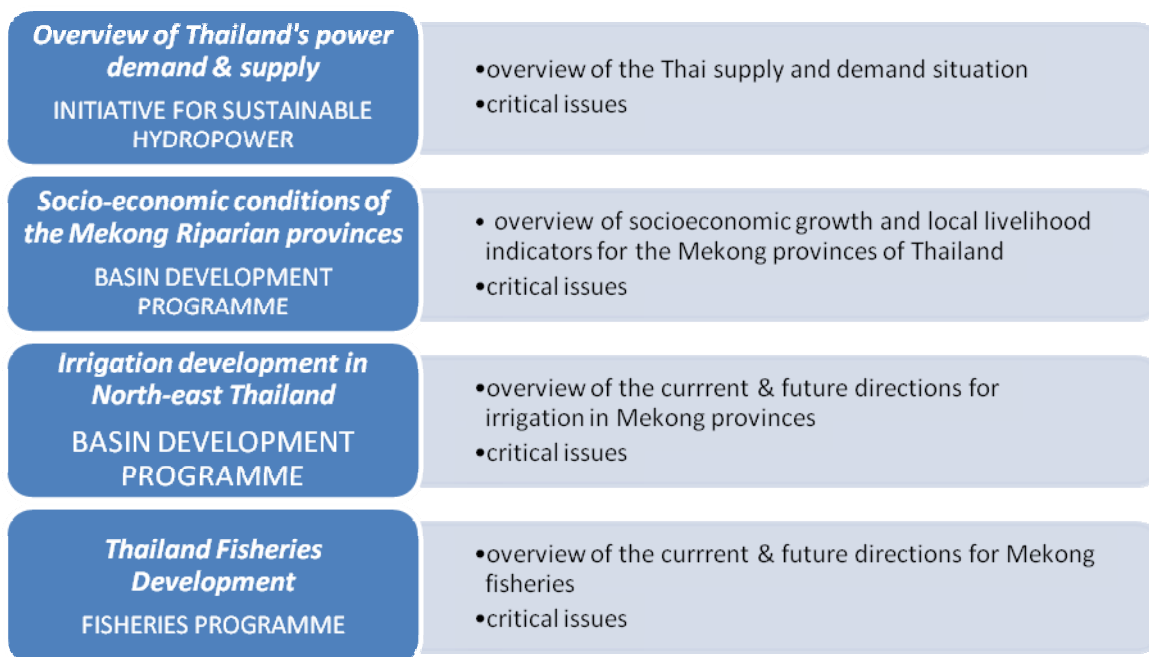 Overview of Thailand's power
demand & supply
INITIATIVE FOR SUSTAINABLE
HYDROPOWER
•overview of the Thai supply and demand situation
•critical issues
Socio-economic conditions of
the Mekong Riparian provinces
BASIN DEVELOPMENT
PROGRAMME
• overview of socioeconomic growth and local livelihood
indicators for the Mekong provinces of Thailand
•critical issues
Irrigation development in
North-east Thailand
BASIN DEVELOPMENT
PROGRAMME
•overview of the currrent & future directions for
irrigation in Mekong provinces
•critical issues
Thailand Fisheries
Development
FISHERIES PROGRAMME
•overview of the currrent & future directions for Mekong
fisheries
•critical issues